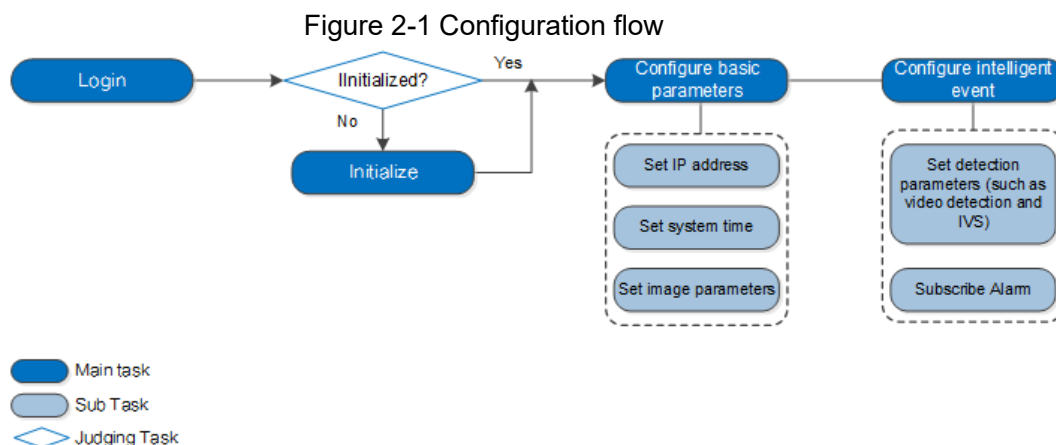 Figure 2-1 Configuration flow
Login
IInitialized?
Yes
No
Initialize
Configure basic
parameters
Set IP address
Set system time
Set image parameters
Configure intelligent
event
Set detection
parameters (such as
video detection and
IVS)
Subscribe Alarm
Main task
Sub Task
Judging Task